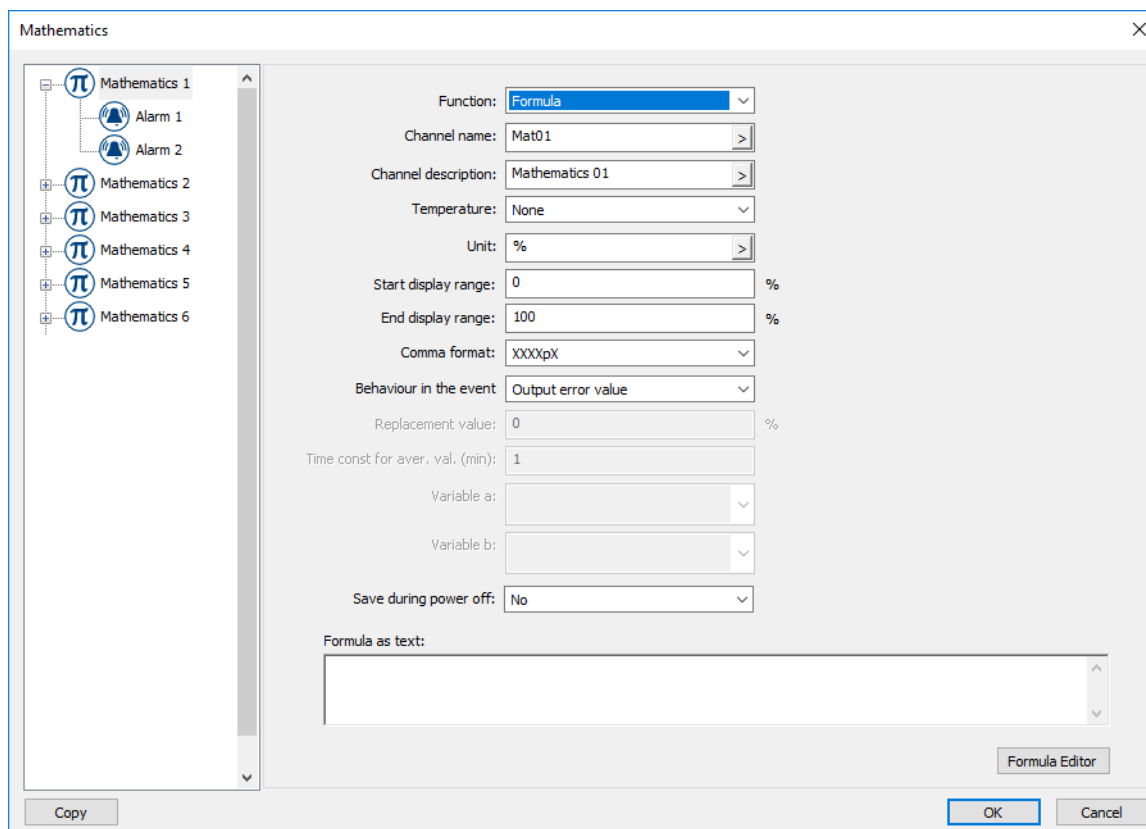 Mathematics
Mathematics 1
Alarm 1
Alarm 2
Mathematics 2
Mathematics 3
Mathematics 4
Mathematics 5
Mathematics 6
Function: Formula
Channel name: Mat01 >
Channel description: Mathematics 01 >
Temperature: None
Unit: % >
Start display range: 0 %
End display range: 100 %
Comma format: XXXXpX
Behaviour in the event Output error value
Replacement value: 0 %
Time const for aver. val. (min): 1
Variable a:
Variable b:
Save during power off: No
Formula as text:
Formula Editor
Copy OK Cancel